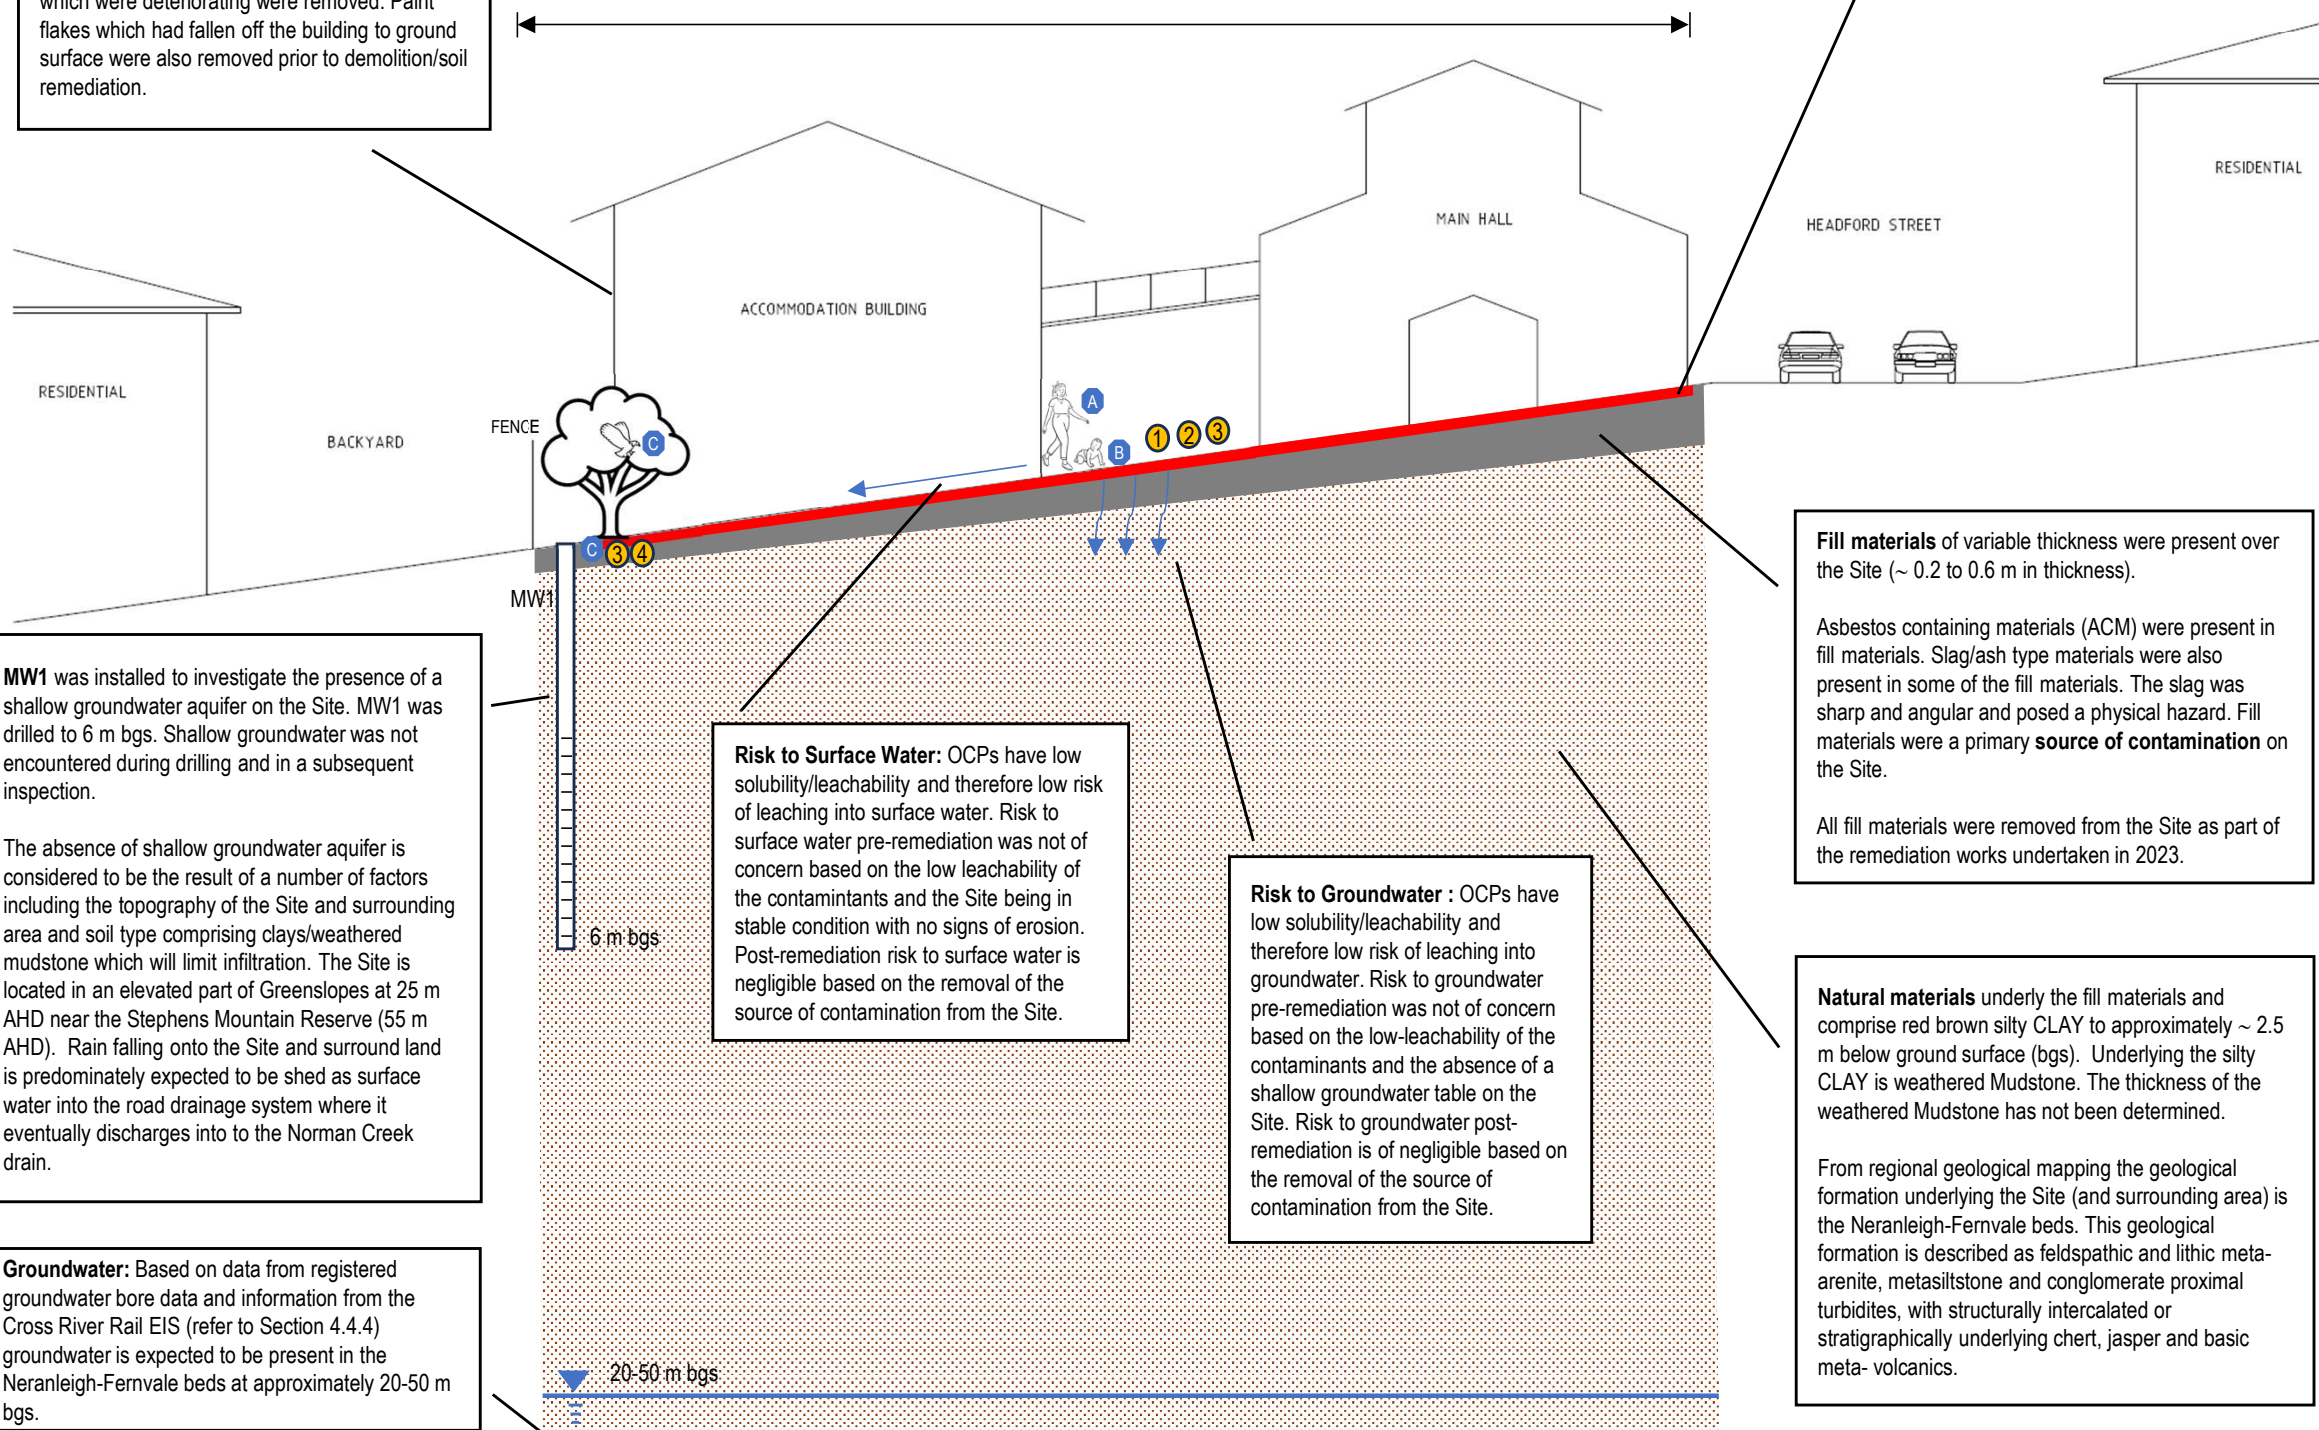 which were deteriorating were removed. Paint
flakes which had fallen off the building to ground
surface were also removed prior to demolition/soil
remediation.
RESIDENTIAL
MAIN HALL
HEADFORD STREET
ACCOMMODATION BUILDING
RESIDENTIAL
BACKYARD
FENCE
C
A
B
1 2 3
C 3 4
MW1
6 m bgs
20-50 m bgs
MW1 was installed to investigate the presence of a
shallow groundwater aquifer on the Site. MW1 was
drilled to 6 m bgs. Shallow groundwater was not
encountered during drilling and in a subsequent
inspection.
The absence of shallow groundwater aquifer is
considered to be the result of a number of factors
including the topography of the Site and surrounding
area and soil type comprising clays/weathered
mudstone which will limit infiltration. The Site is
located in an elevated part of Greenslopes at 25 m
AHD near the Stephens Mountain Reserve (55 m
AHD). Rain falling onto the Site and surround land
is predominately expected to be shed as surface
water into the road drainage system where it
eventually discharges into to the Norman Creek
drain.
Groundwater: Based on data from registered
groundwater bore data and information from the
Cross River Rail EIS (refer to Section 4.4.4)
groundwater is expected to be present in the
Neranleigh-Fernvale beds at approximately 20-50 m
bgs.
Risk to Surface Water: OCPs have low
solubility/leachability and therefore low risk
of leaching into surface water. Risk to
surface water pre-remediation was not of
concern based on the low leachability of
the contamintants and the Site being in
stable condition with no signs of erosion.
Post-remediation risk to surface water is
negligible based on the removal of the
source of contamination from the Site.
Risk to Groundwater : OCPs have
low solubility/leachability and
therefore low risk of leaching into
groundwater. Risk to groundwater
pre-remediation was not of concern
based on the low-leachability of the
contaminants and the absence of a
shallow groundwater table on the
Site. Risk to groundwater post-
remediation is of negligible based on
the removal of the source of
contamination from the Site.
Fill materials of variable thickness were present over
the Site (~ 0.2 to 0.6 m in thickness).
Asbestos containing materials (ACM) were present in
fill materials. Slag/ash type materials were also
present in some of the fill materials. The slag was
sharp and angular and posed a physical hazard. Fill
materials were a primary source of contamination on
the Site.
All fill materials were removed from the Site as part of
the remediation works undertaken in 2023.
Natural materials underly the fill materials and
comprise red brown silty CLAY to approximately ~ 2.5
m below ground surface (bgs). Underlying the silty
CLAY is weathered Mudstone. The thickness of the
weathered Mudstone has not been determined.
From regional geological mapping the geological
formation underlying the Site (and surrounding area) is
the Neranleigh-Fernvale beds. This geological
formation is described as feldspathic and lithic meta-
arenite, metasiltstone and conglomerate proximal
turbidites, with structurally intercalated or
stratigraphically underlying chert, jasper and basic
meta- volcanics.